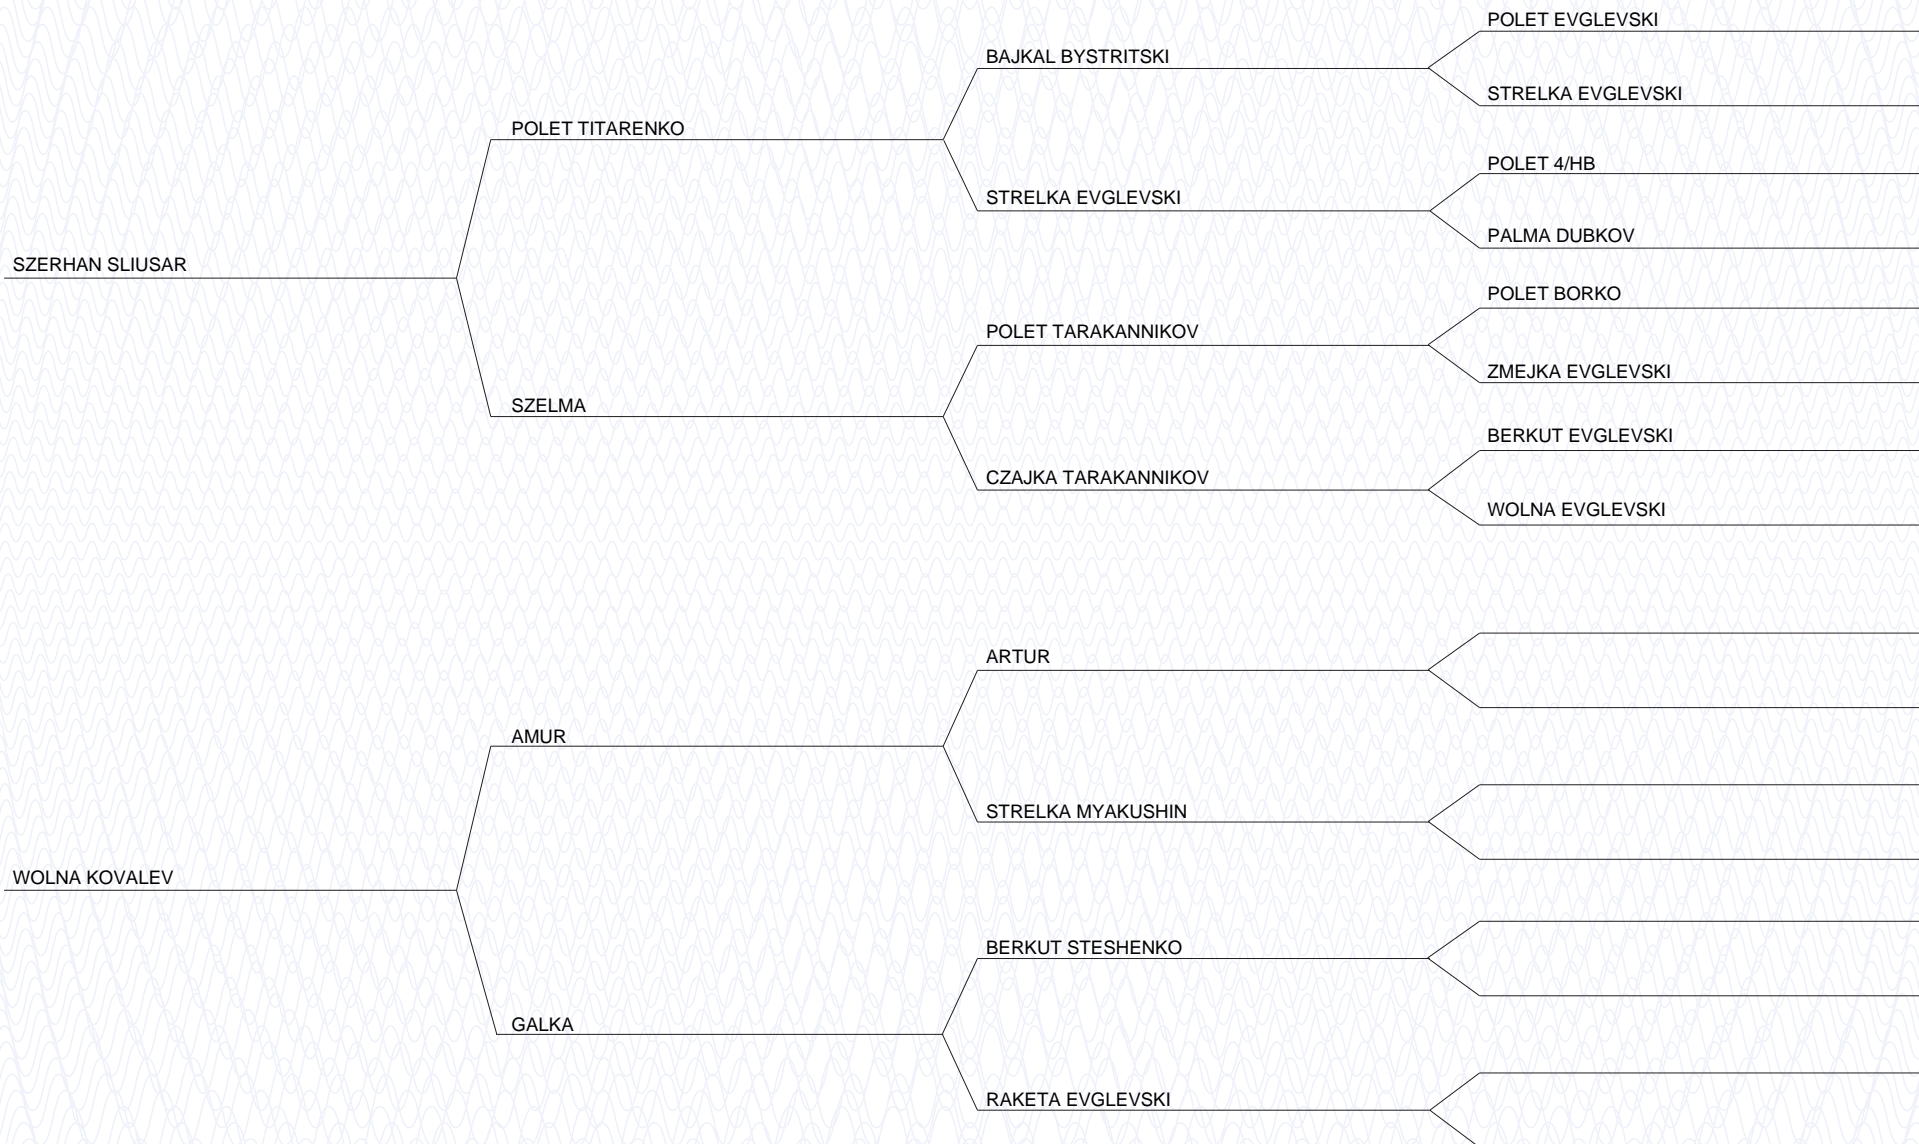 POLET EVGLEVSKI
BAJKAL BYSTRITSKI
STRELKA EVGLEVSKI
POLET TITARENKO
POLET 4/HB
STRELKA EVGLEVSKI
PALMA DUBKOV
SZERHAN SLIUSAR
POLET BORKO
POLET TARAKANNIKOV
ZMEJKA EVGLEVSKI
SZELMA
BERKUT EVGLEVSKI
CZAJKA TARAKANNIKOV
WOLNA EVGLEVSKI
ARTUR
AMUR
STRELKA MYAKUSHIN
WOLNA KOVALEV
BERKUT STESHENKO
GALKA
RAKETA EVGLEVSKI